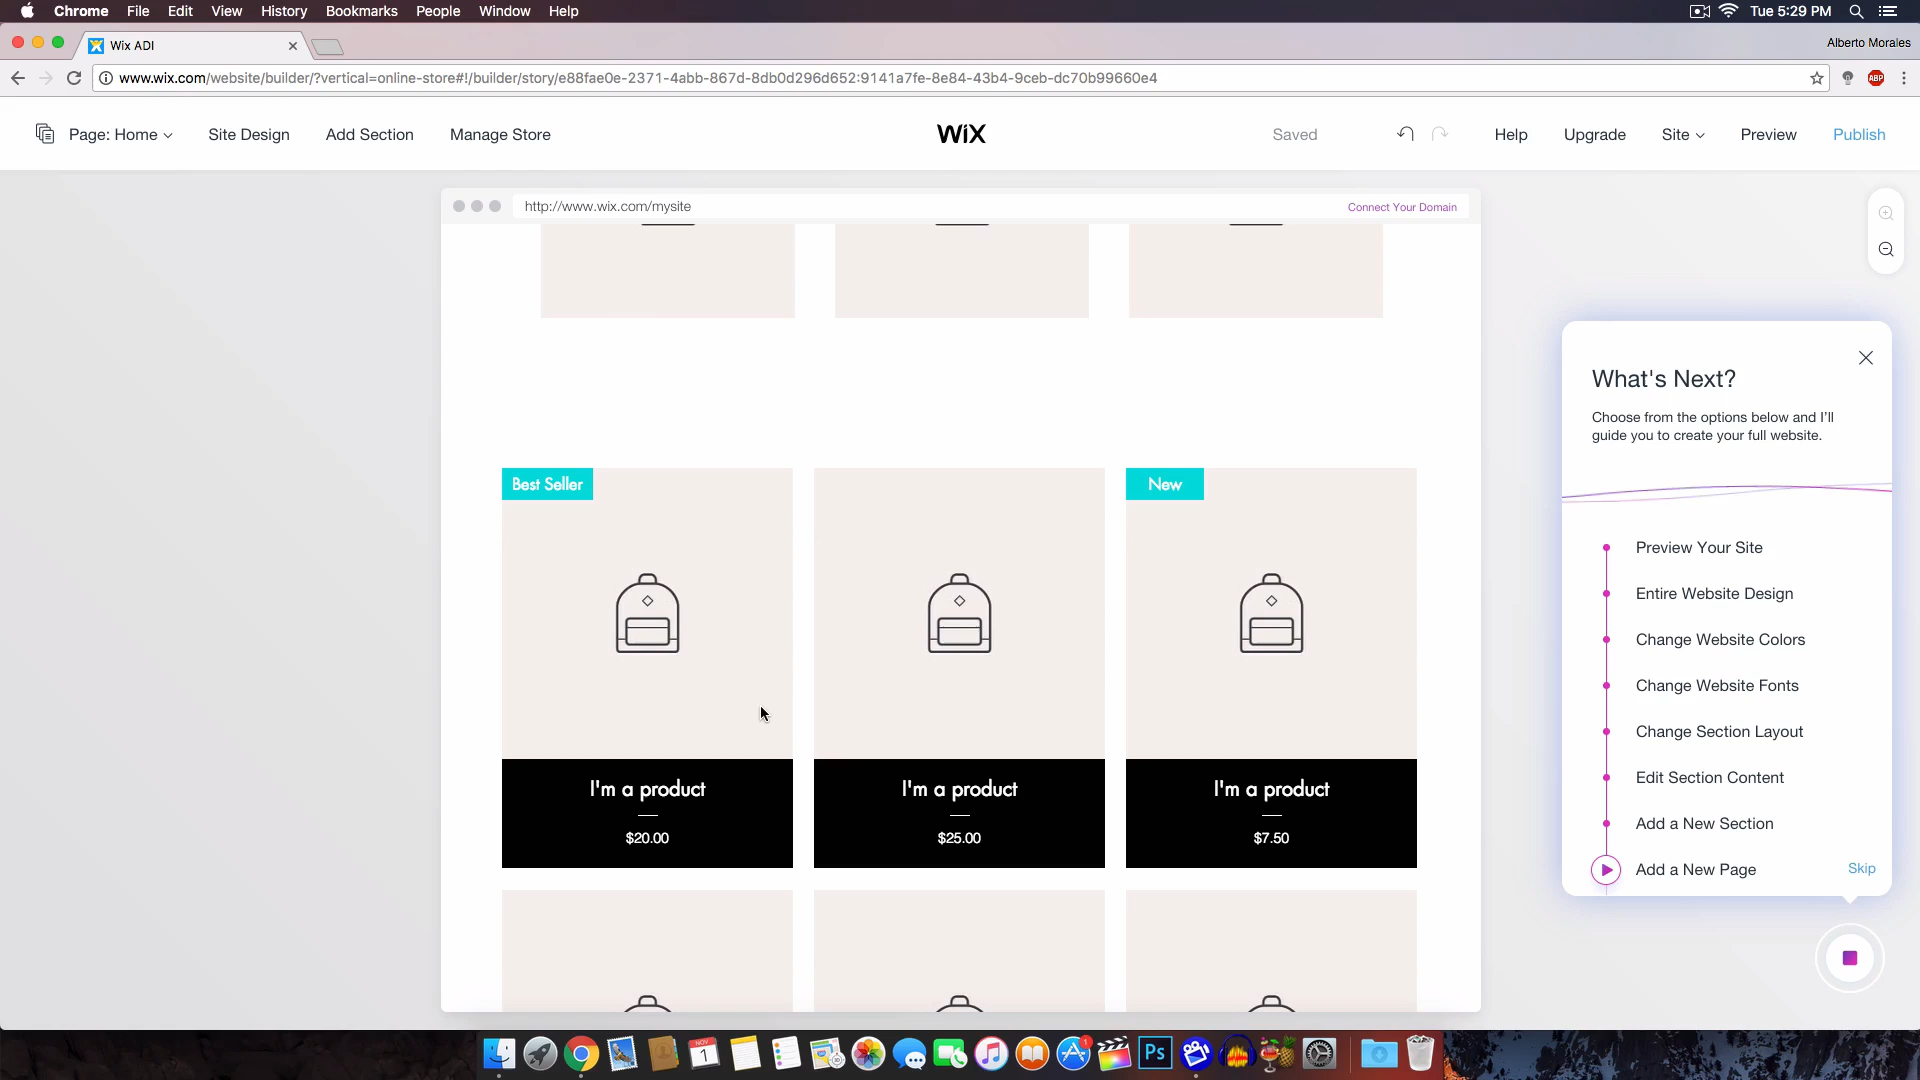 Chrome File Edit View History Bookmarks People Window Help Tue 5:29 PM
Wix ADI Alberto Morales
www.wix.com/website/builder/?vertical=online-store#!/builder/story/e88fae0e-2371-4abb-867d-8db0d296d652:9141a7fe-8e84-43b4-9ceb-dc70b99660e4 ABP
Page: Home Site Design Add Section Manage Store WiX Saved Help Upgrade Site Preview Publish
http://www.wix.com/mysite Connect Your Domain
Best Seller
New
I'm a product
$20.00
I'm a product
$25.00
I'm a product
$7.50
What's Next?
Choose from the options below and I'll
guide you to create your full website.
Preview Your Site
Entire Website Design
Change Website Colors
Change Website Fonts
Change Section Layout
Edit Section Content
Add a New Section
Add a New Page Skip
NOV
1
1
Ps